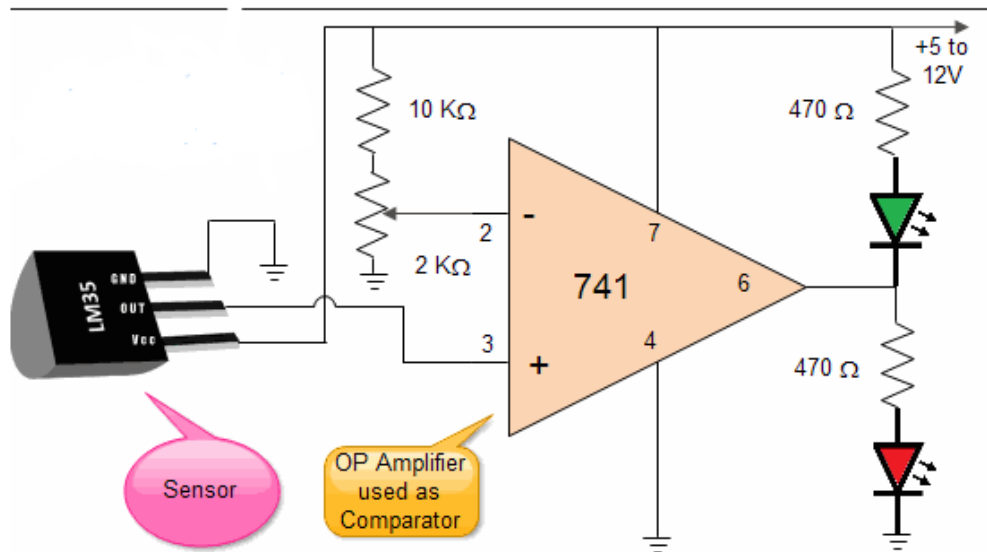 +5 to
12V
10 KΩ
470 Ω
2
-
7
2 KΩ
741
6
GND
OUT
Vcc
LM35
3
+
4
470 Ω
Sensor
OP Amplifier
used as
Comparator